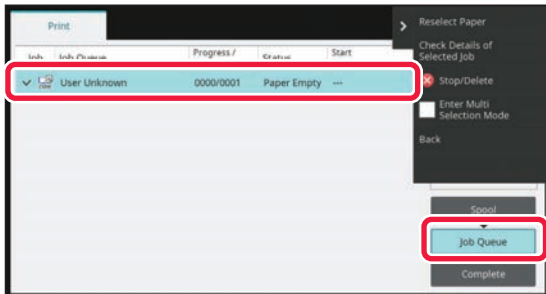 Print
Job Job Queue Progress / Status Start
User Unknown 0000/0001 Paper Empty ---
Reselect Paper
Check Details of
Selected Job
Stop/Delete
Enter Multi
Selection Mode
Back
Spool
Job Queue
Complete